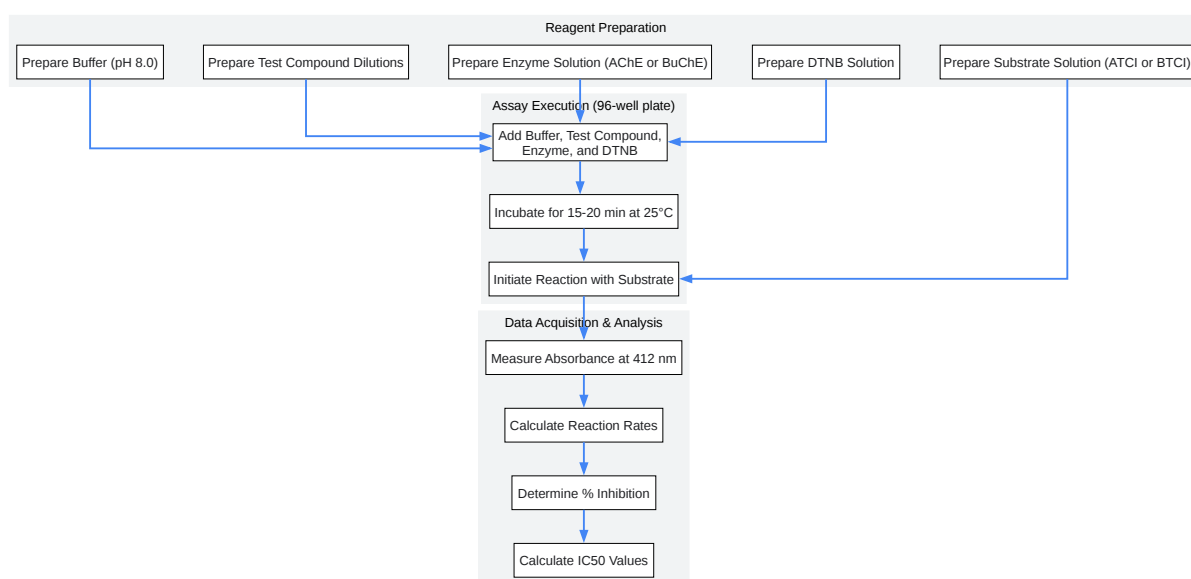 Reagent Preparation
Prepare Buffer (pH 8.0)
Prepare Test Compound Dilutions
Prepare Enzyme Solution (AChE or BuChE)
Prepare DTNB Solution
Prepare Substrate Solution (ATCI or BTCI)
Assay Execution (96-well plate)
Add Buffer, Test Compound,
Enzyme, and DTNB
Incubate for 15-20 min at 25°C
Initiate Reaction with Substrate
Data Acquisition & Analysis
Measure Absorbance at 412 nm
Calculate Reaction Rates
Determine % Inhibition
Calculate IC50 Values